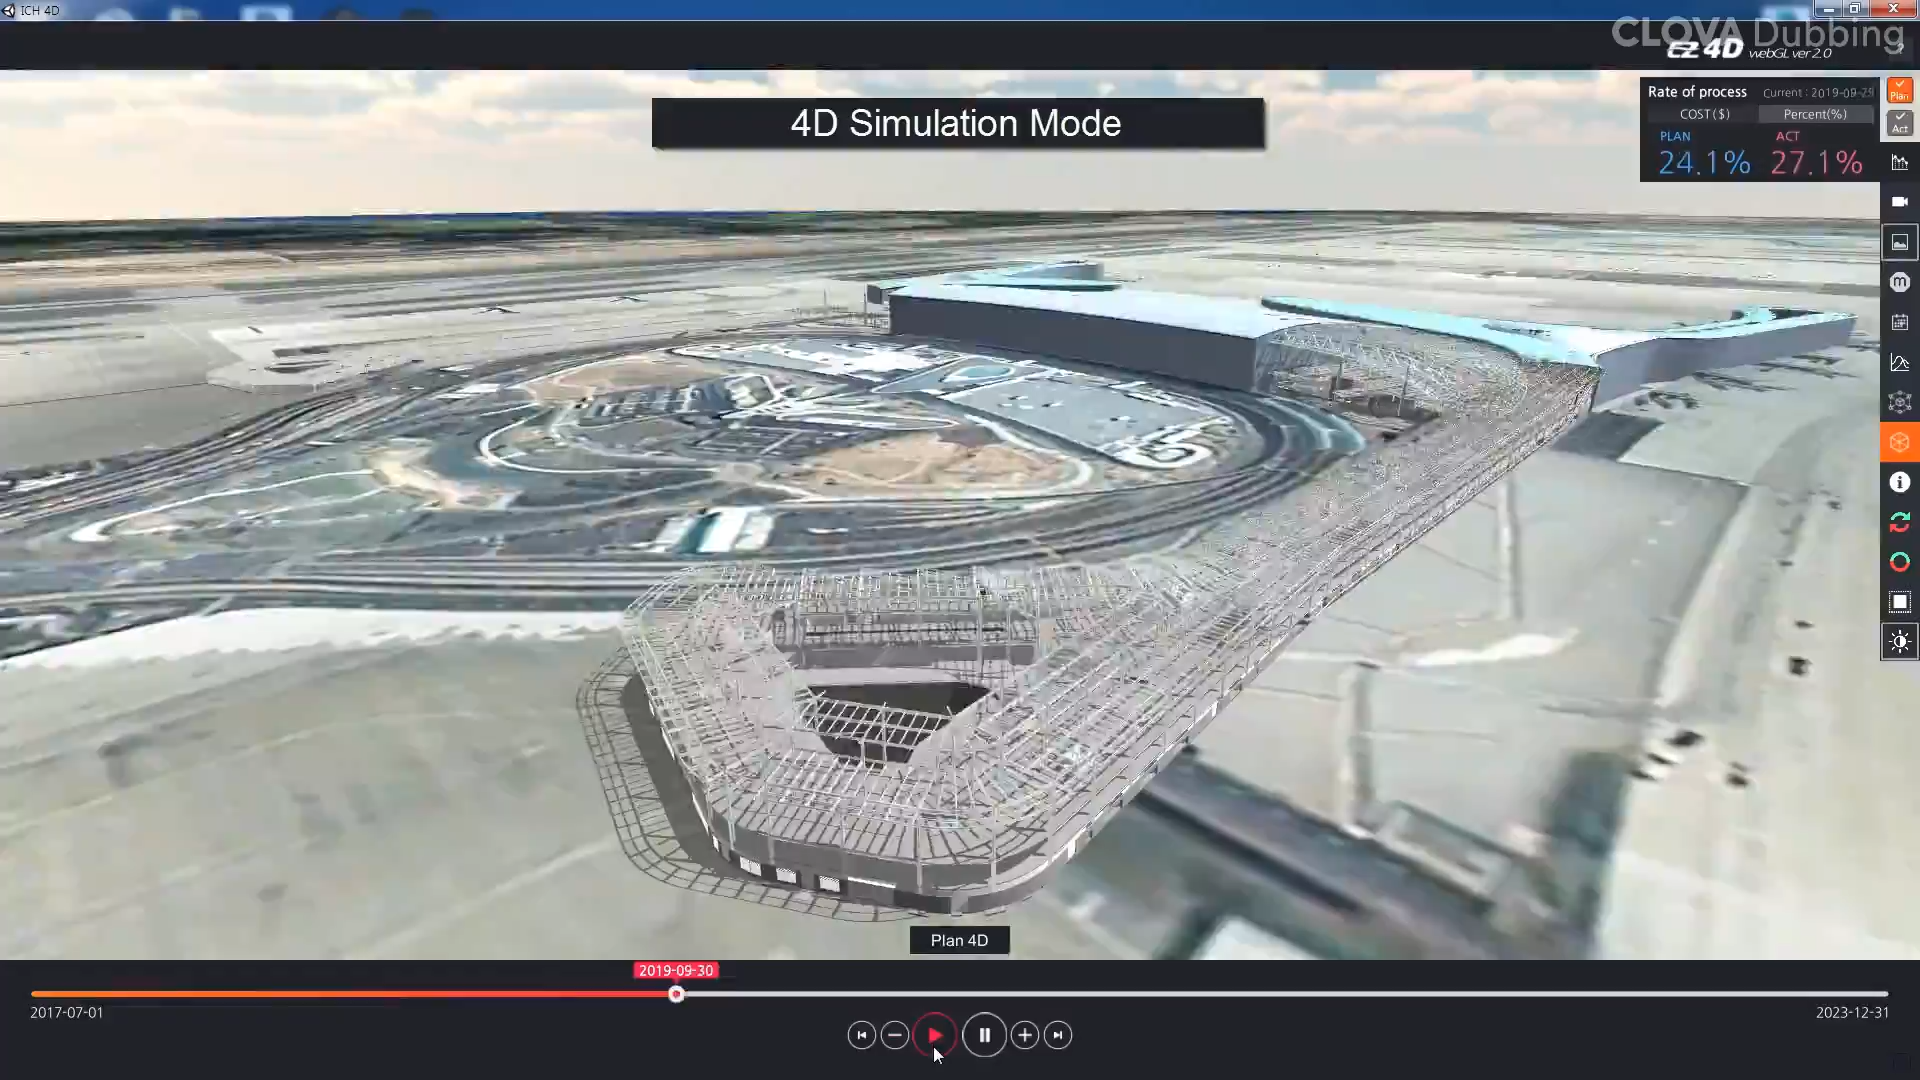 ICH 4D
CLOVA Dubbing
EZ 4D webGL ver 2.0
?
4D Simulation Mode
Rate of process Current : 2019-09-29
COST($) Percent(%)
PLAN ACT
24.1% 27.1%
Plan
Act
m
i
Plan 4D
2019-09-30
2017-07-01
2023-12-31